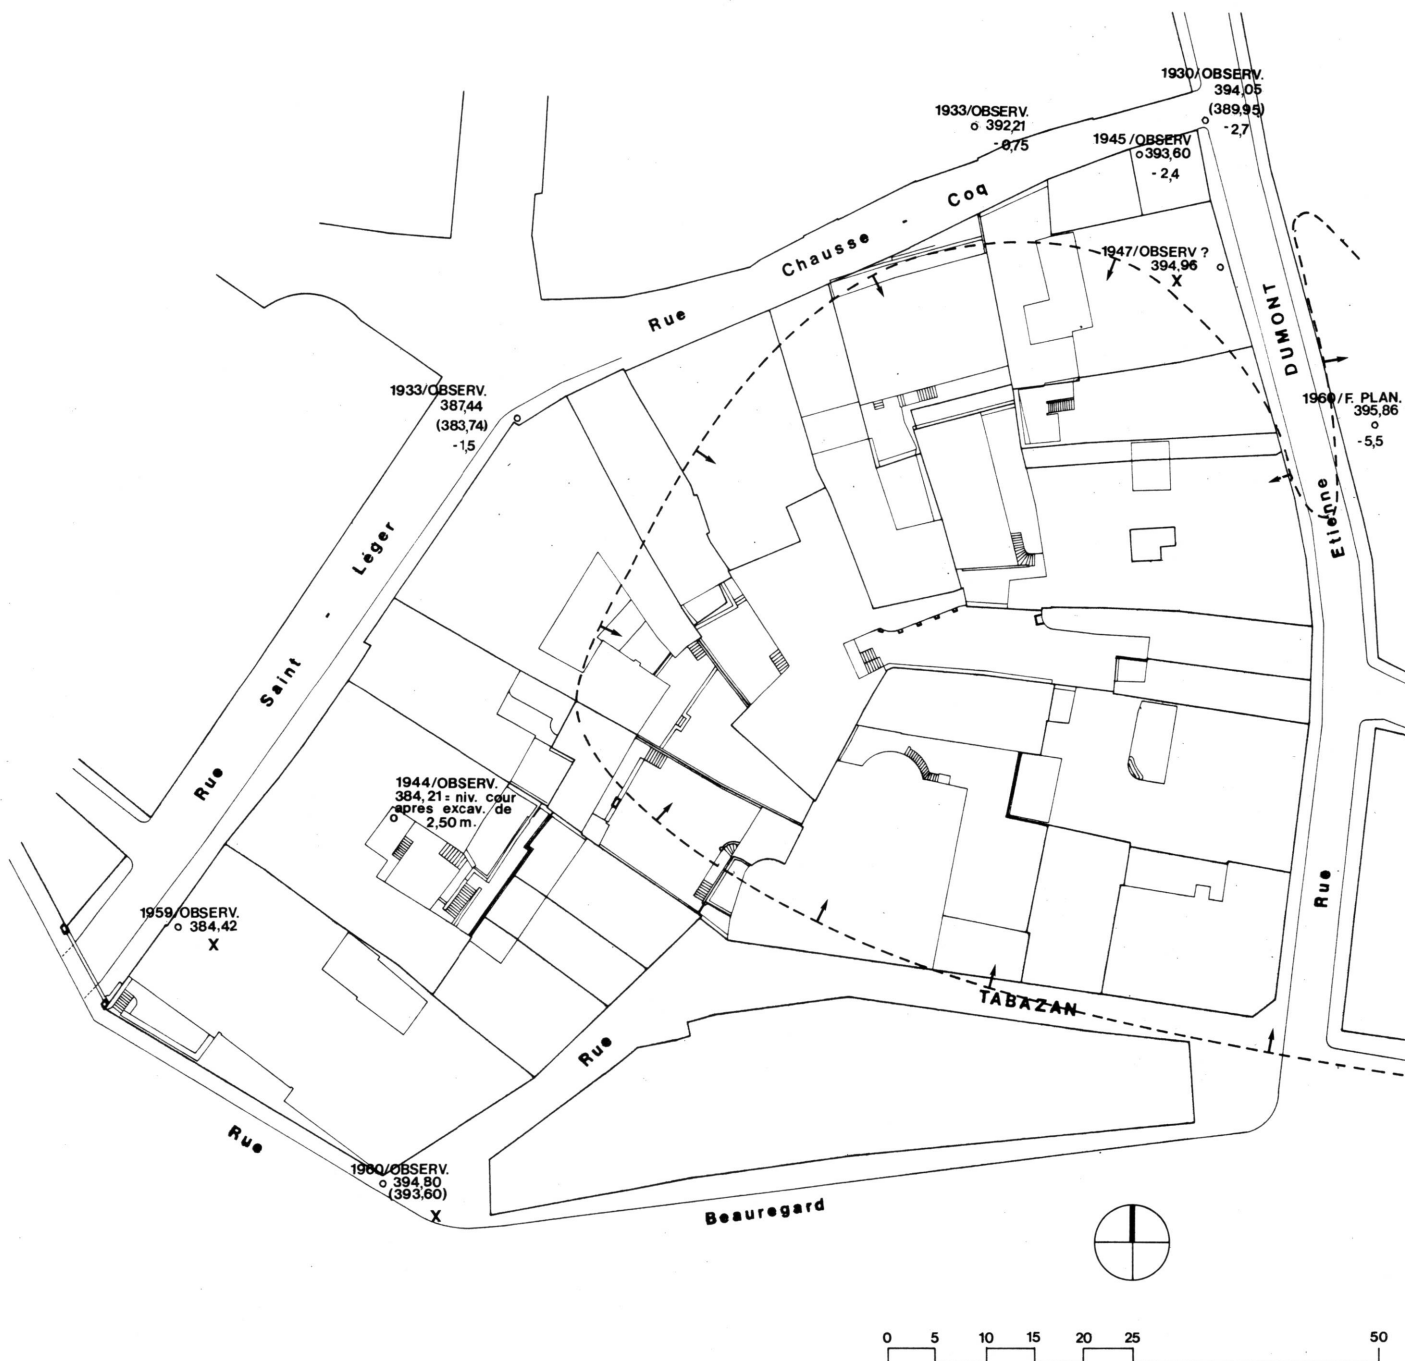 1930/OBSERV.
394,05
(389,95)
-2,7
1933/OBSERV.
392,21
-0,75
1945/OBSERV
393,60
-2,4
Rue Chausse - Coq
1947/OBSERV ?
394,96
X
Rue Etienne DUMONT
1933/OBSERV.
387,44
(383,74)
-1,5
1960/F. PLAN.
395,86
-5,5
Rue Saint - Léger
1944/OBSERV.
384,21= niv. cour
apres excav. de
2,50 m.
1959/OBSERV.
384,42
X
Rue TABAZAN
Rue Beauregard
1960/OBSERV.
394,80
(393,60)
X
0 5 10 15 20 25 50